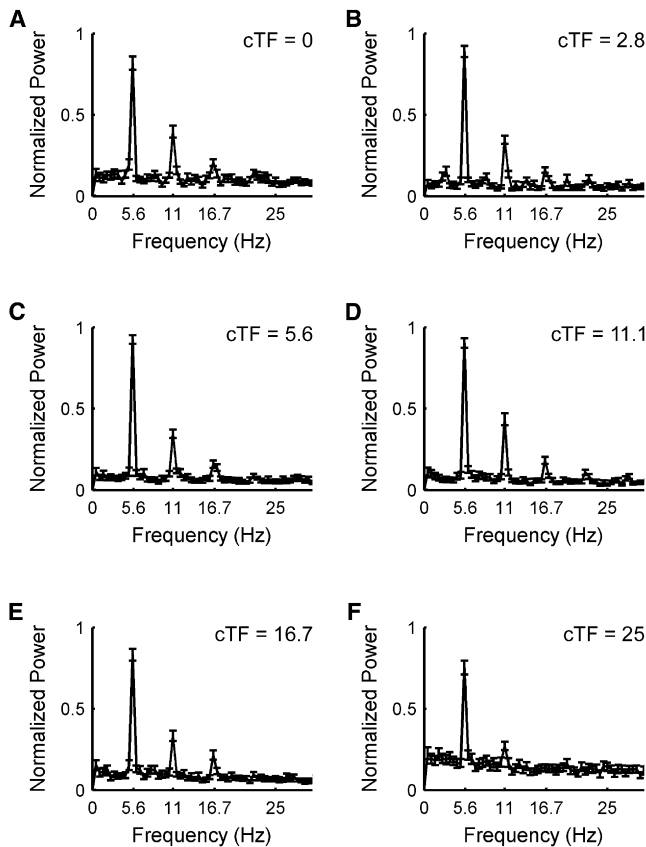 A
cTF = 0
Normalized Power
1
0.5
0
0 5.6 11 16.7 25
Frequency (Hz)
B
cTF = 2.8
Normalized Power
1
0.5
0
0 5.6 11 16.7 25
Frequency (Hz)
C
cTF = 5.6
Normalized Power
1
0.5
0
0 5.6 11 16.7 25
Frequency (Hz)
D
cTF = 11.1
Normalized Power
1
0.5
0
0 5.6 11 16.7 25
Frequency (Hz)
E
cTF = 16.7
Normalized Power
1
0.5
0
0 5.6 11 16.7 25
Frequency (Hz)
F
cTF = 25
Normalized Power
1
0.5
0
0 5.6 11 16.7 25
Frequency (Hz)